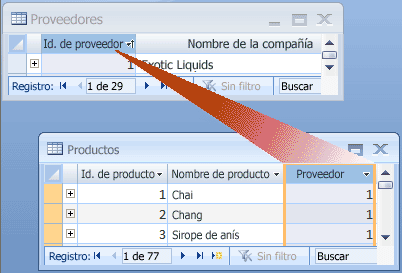 Proveedores
Id. de proveedor Nombre de la compañía
1 Exotic Liquids
Registro: 1 de 29 Sin filtro Buscar
Productos
Id. de producto Nombre de producto Proveedor
1 Chai 1
2 Chang 1
3 Sirope de anís 1
Registro: 1 de 77 Sin filtro Buscar